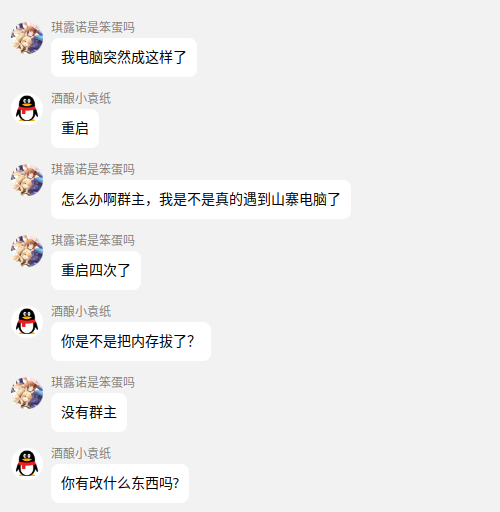 琪露诺是笨蛋吗
我电脑突然成这样了
酒酿小袁纸
重启
琪露诺是笨蛋吗
怎么办啊群主，我是不是真的遇到山寨电脑了
琪露诺是笨蛋吗
重启四次了
酒酿小袁纸
你是不是把内存拔了？
琪露诺是笨蛋吗
没有群主
酒酿小袁纸
你有改什么东西吗?